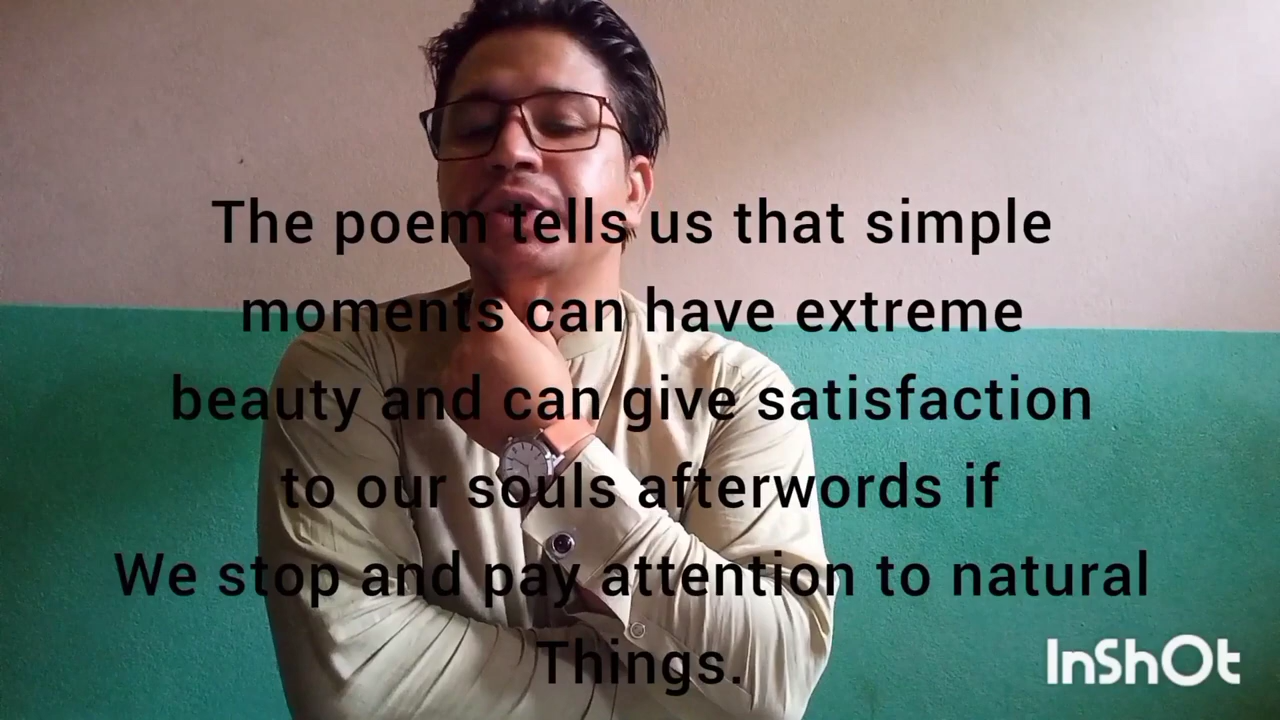 The poem tells us that simple
moments can have extreme
beauty and can give satisfaction
to our souls afterwords if
We stop and pay attention to natural
Things.
InShOt